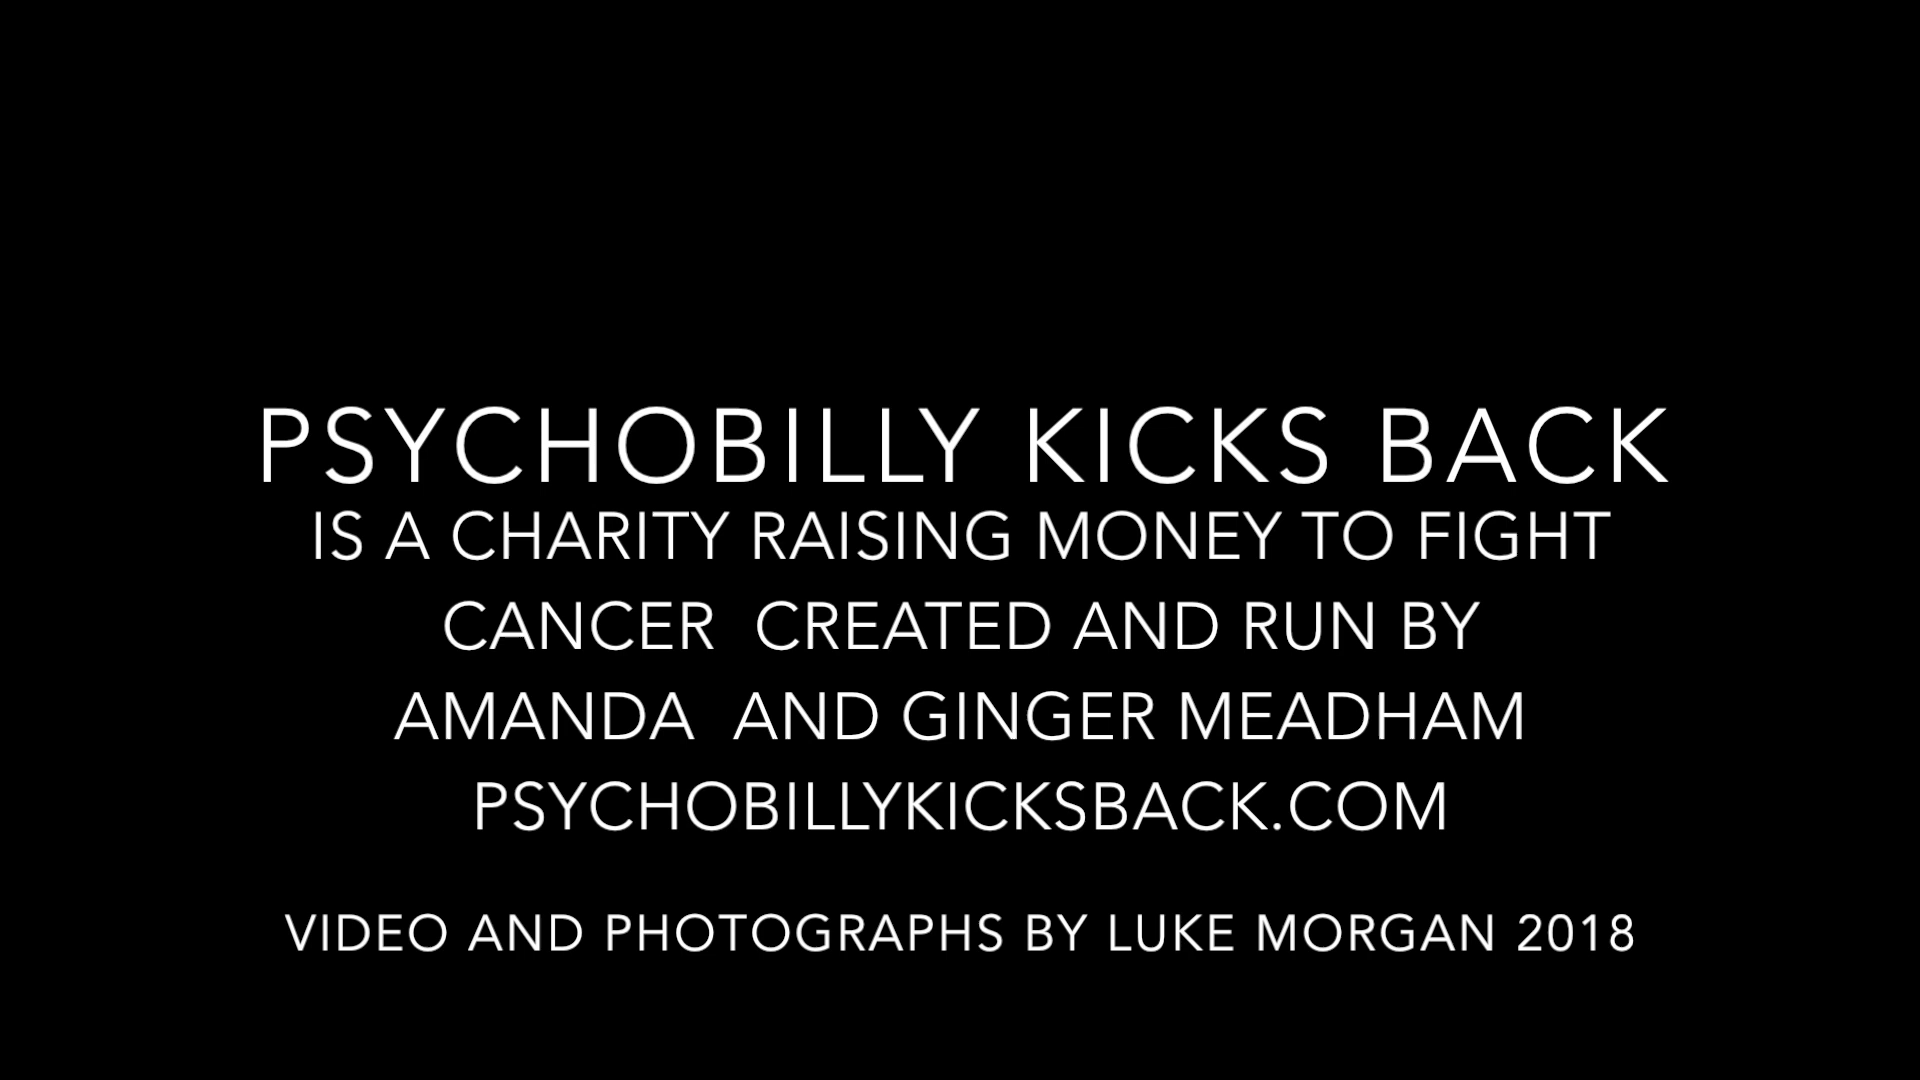 PSYCHOBILLY KICKS BACK
IS A CHARITY RAISING MONEY TO FIGHT
CANCER  CREATED AND RUN BY
AMANDA  AND GINGER MEADHAM
PSYCHOBILLYKICKSBACK.COM
VIDEO AND PHOTOGRAPHS BY LUKE MORGAN 2018